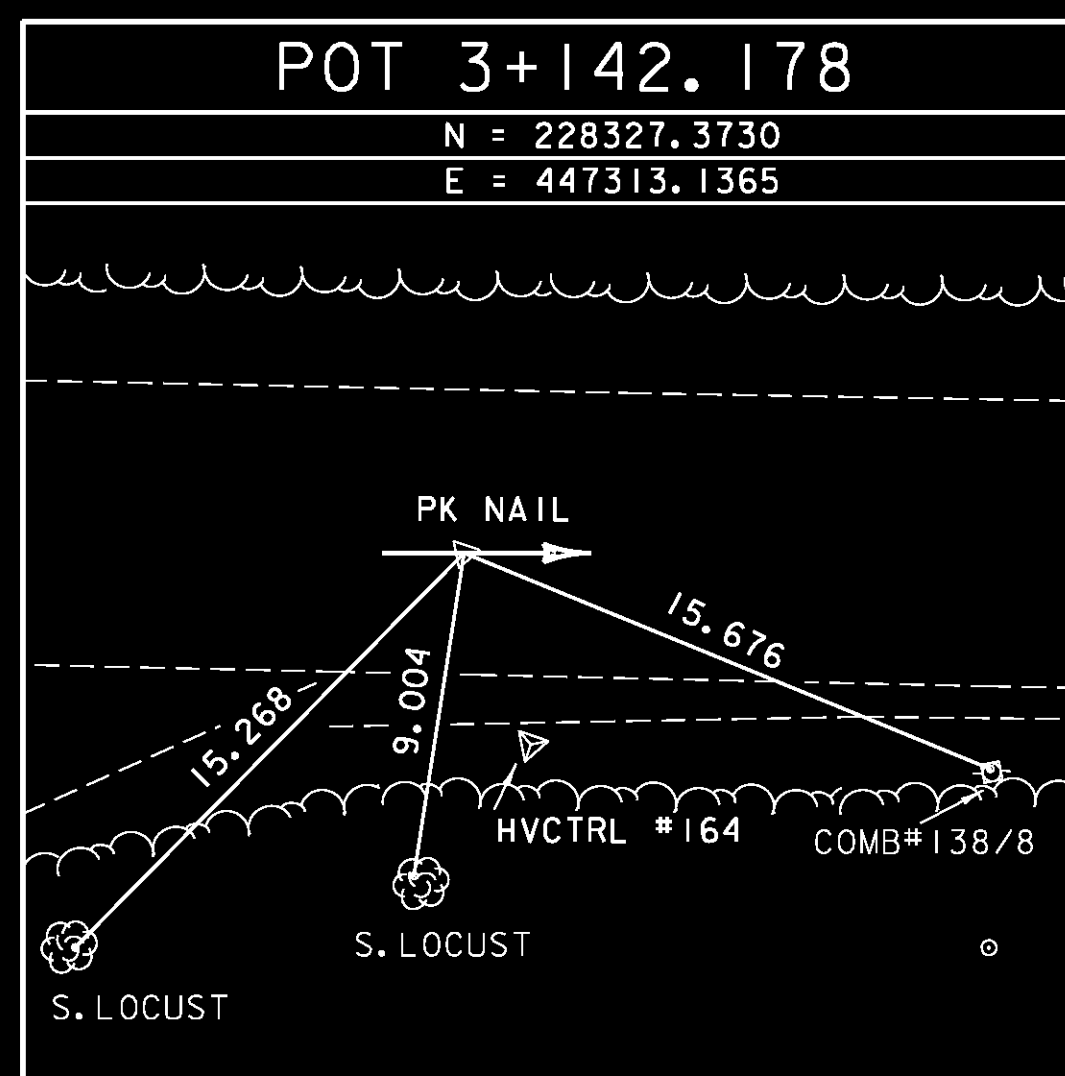 POT 3+142.178
N = 228327.3730
E = 447313.1365
PK NAIL
15.676
9.004
15.268
HVCTRL #164
COMB#138/8
S.LOCUST
S.LOCUST